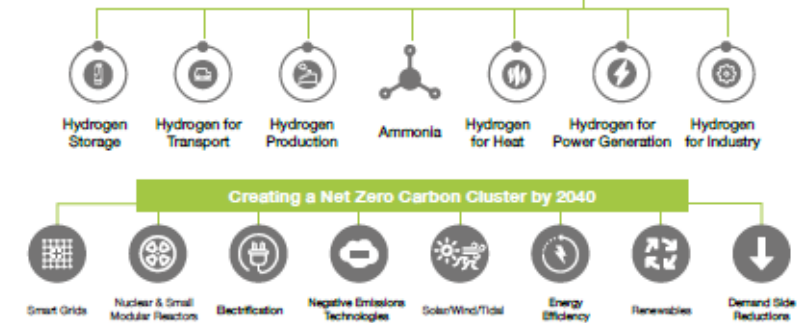 Hydrogen
Storage
Hydrogen for
Transport
Hydrogen
Production
Ammonia
Hydrogen
for Heat
Hydrogen for
Power Generation
Hydrogen
for Industry
Creating a Net Zero Carbon Cluster by 2040
Smart Grids
Nuclear & Small
Modular Reactors
Electrification
Negative Emissions
Technologies
Solar/Wind/Tidal
Energy
Efficiency
Renewables
Demand Side
Reductions